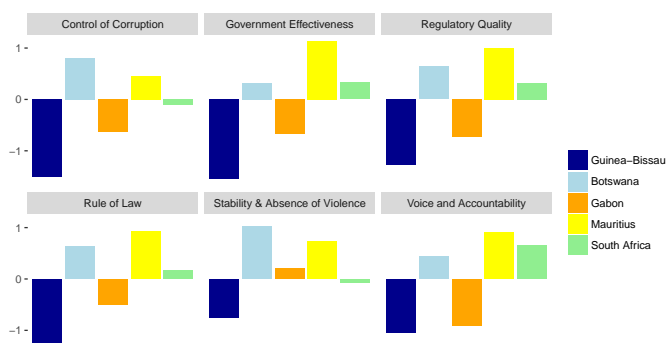 Control of Corruption
Government Effectiveness
Regulatory Quality
1
0
−1
Guinea−Bissau
Botswana
Gabon
Mauritius
South Africa
Rule of Law
Stability & Absence of Violence
Voice and Accountability
1
0
−1